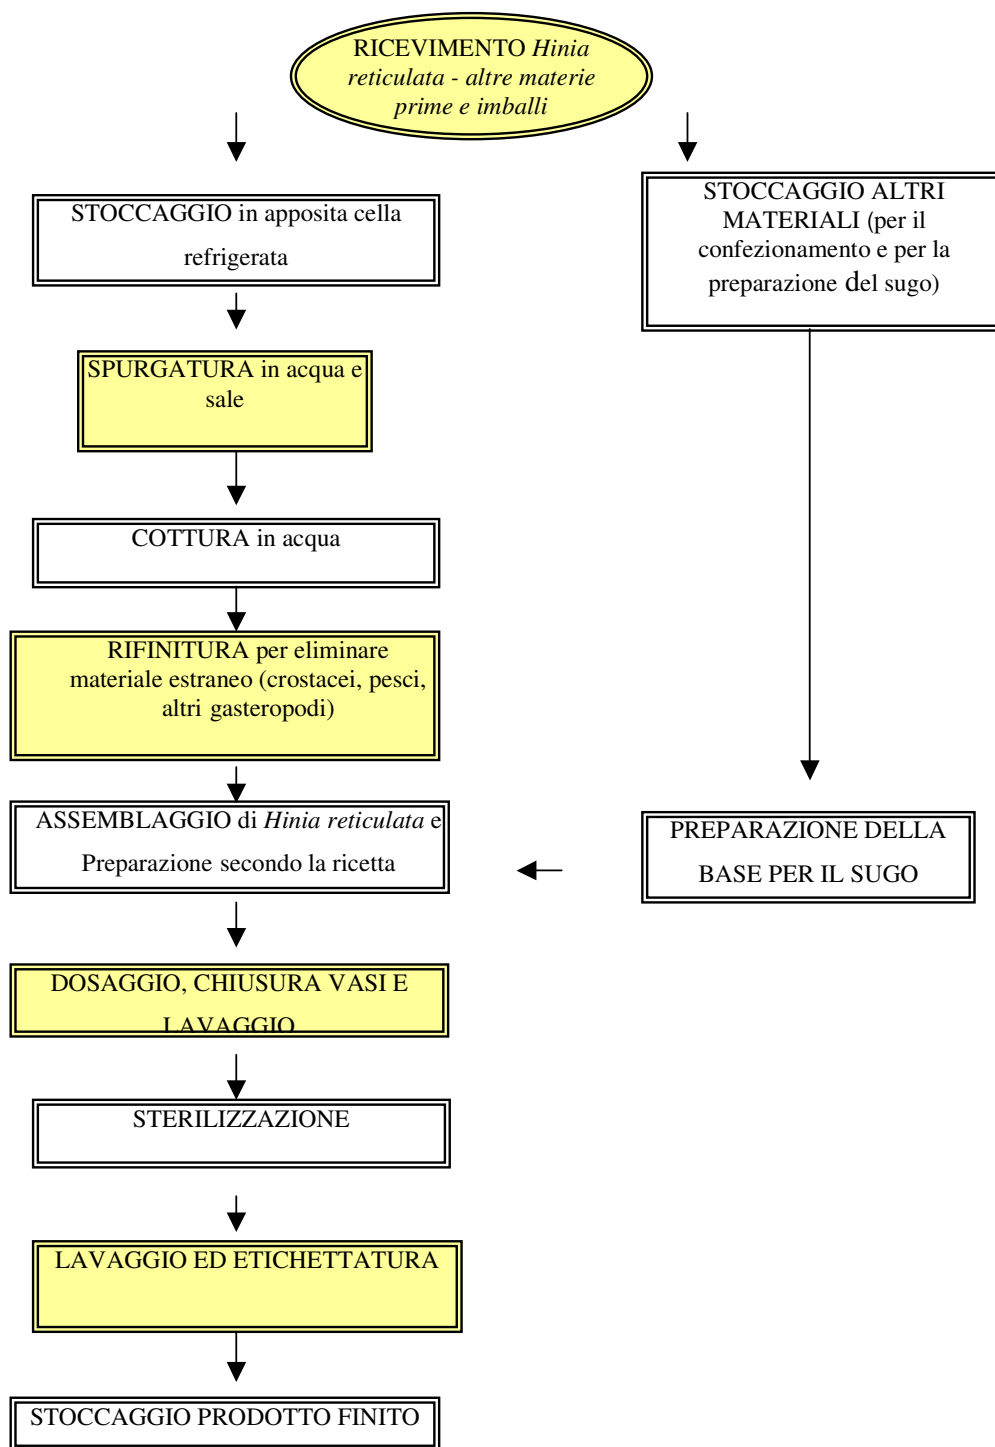 RICEVIMENTO Hinia
reticulata - altre materie
prime e imballi
STOCCAGGIO in apposita cella
refrigerata
STOCCAGGIO ALTRI
MATERIALI (per il
confezionamento e per la
preparazione del sugo)
SPURGATURA in acqua e
sale
COTTURA in acqua
RIFINITURA per eliminare
materiale estraneo (crostacei, pesci,
altri gasteropodi)
ASSEMBLAGGIO di Hinia reticulata e
Preparazione secondo la ricetta
PREPARAZIONE DELLA
BASE PER IL SUGO
DOSAGGIO, CHIUSURA VASI E
LAVAGGIO
STERILIZZAZIONE
LAVAGGIO ED ETICHETTATURA
STOCCAGGIO PRODOTTO FINITO